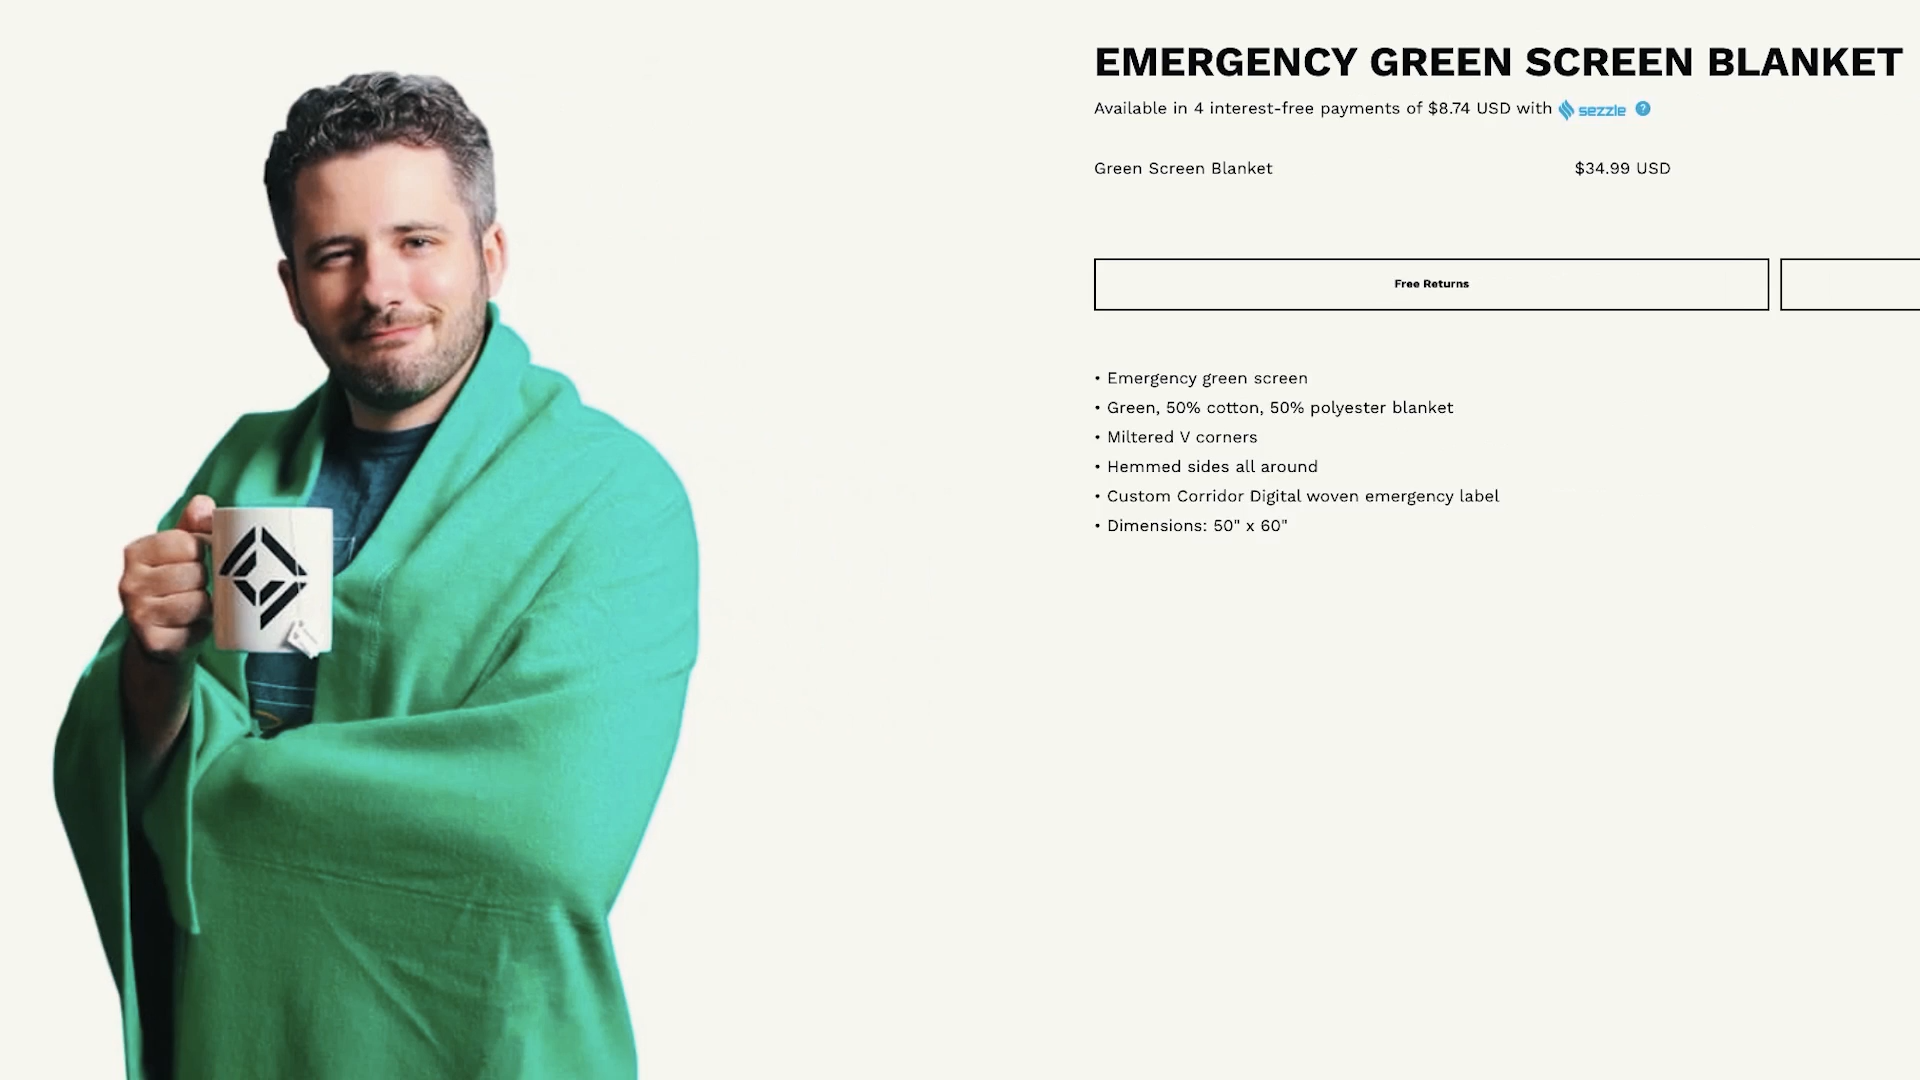 EMERGENCY GREEN SCREEN BLANKET
Available in 4 interest-free payments of $8.74 USD with sezzle ?
Green Screen Blanket $34.99 USD
Free Returns
• Emergency green screen
• Green, 50% cotton, 50% polyester blanket
• Miltered V corners
• Hemmed sides all around
• Custom Corridor Digital woven emergency label
• Dimensions: 50" x 60"